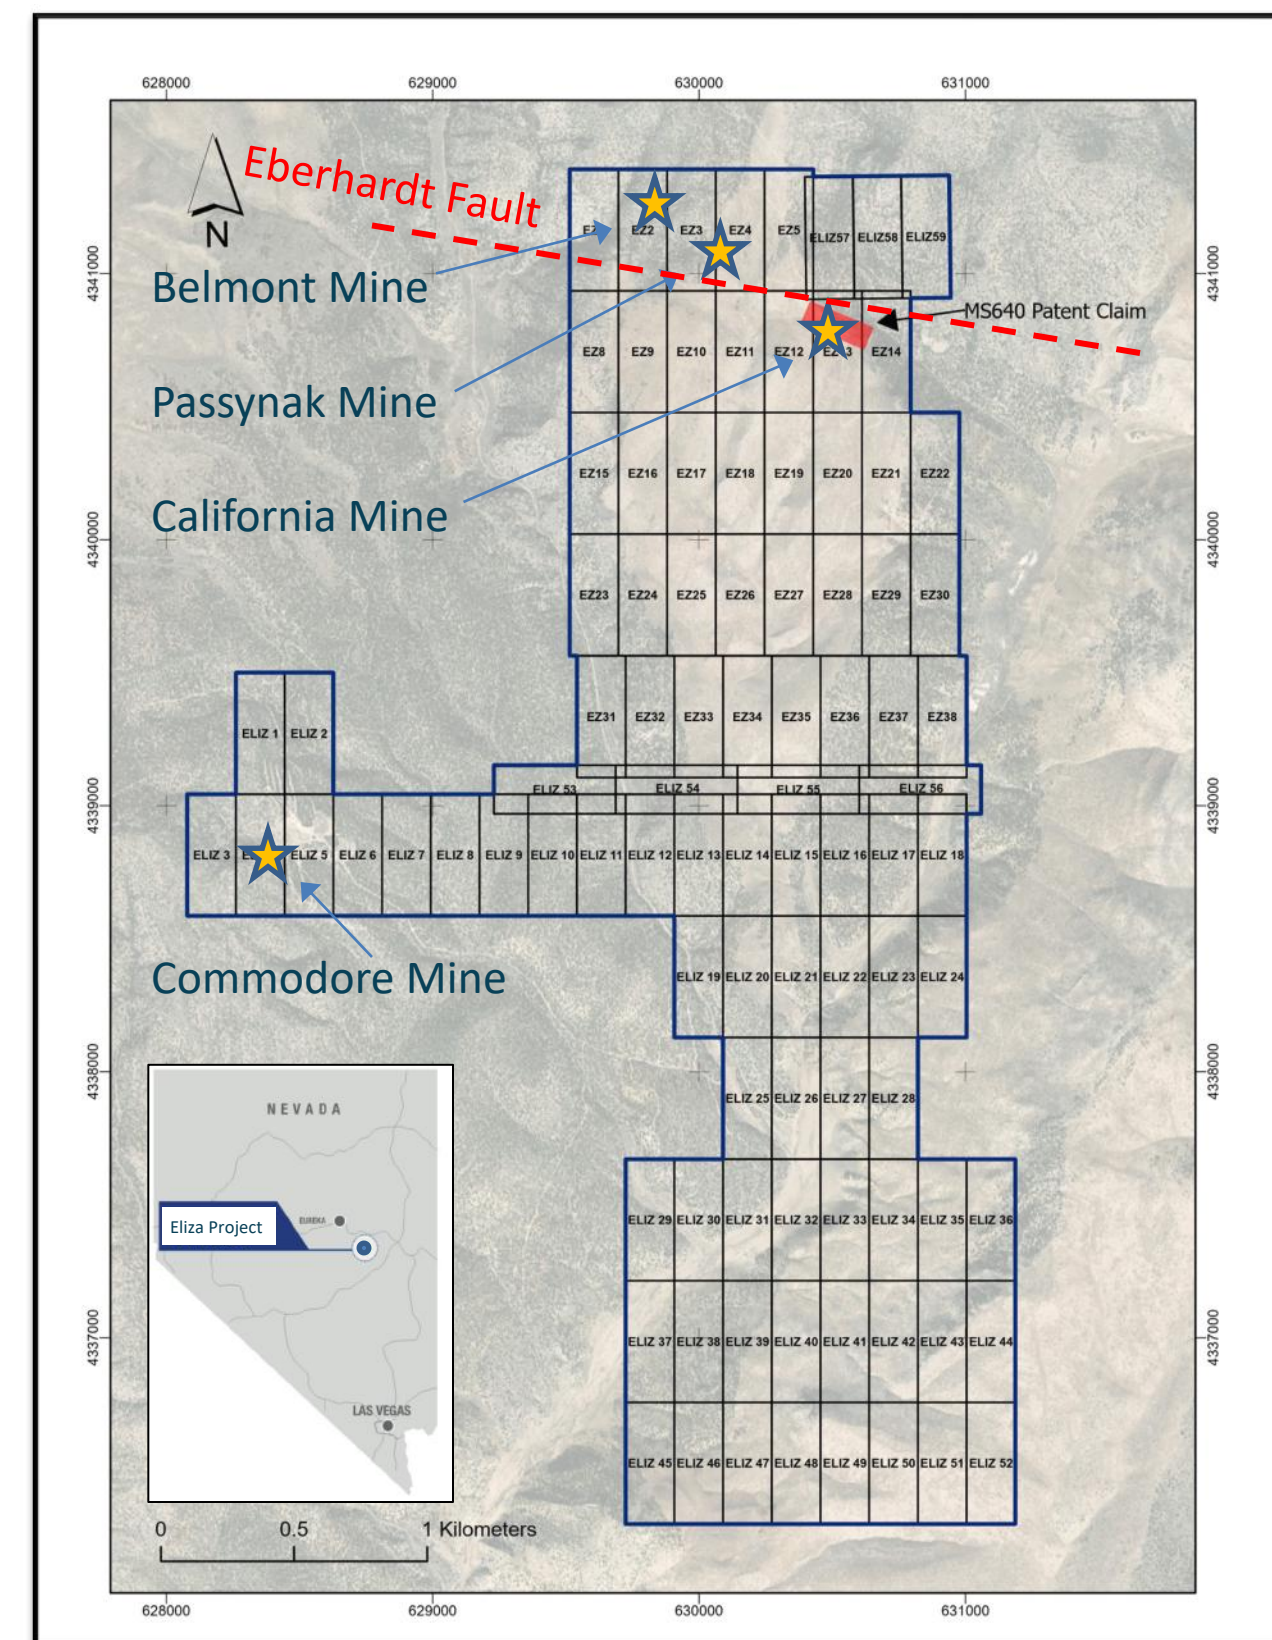 628000 629000 630000 631000
Eberhardt Fault
N
EZ2 EZ3 EZ4 EZ5 ELIZ57 ELIZ58 ELIZ59
4341000 4341000
Belmont Mine
MS640 Patent Claim
EZ8 EZ9 EZ10 EZ11 EZ12 EZ14
Passynak Mine
EZ15 EZ16 EZ17 EZ18 EZ19 EZ20 EZ21 EZ22
California Mine
4340000 4340000
EZ23 EZ24 EZ25 EZ26 EZ27 EZ28 EZ29 EZ30
EZ31 EZ32 EZ33 EZ34 EZ35 EZ36 EZ37 EZ38
ELIZ 1 ELIZ 2
ELIZ 53 ELIZ 54 ELIZ 55 ELIZ 56
4339000 4339000
ELIZ 3 ELIZ 5 ELIZ 6 ELIZ 7 ELIZ 8 ELIZ 9 ELIZ 10 ELIZ 11 ELIZ 12 ELIZ 13 ELIZ 14 ELIZ 15 ELIZ 16 ELIZ 17 ELIZ 18
Commodore Mine
ELIZ 19 ELIZ 20 ELIZ 21 ELIZ 22 ELIZ 23 ELIZ 24
4338000 4338000
ELIZ 25 ELIZ 26 ELIZ 27 ELIZ 28
NEVADA
EUREKA
Eliza Project
LAS VEGAS
ELIZ 29 ELIZ 30 ELIZ 31 ELIZ 32 ELIZ 33 ELIZ 34 ELIZ 35 ELIZ 36
4337000 4337000
ELIZ 37 ELIZ 38 ELIZ 39 ELIZ 40 ELIZ 41 ELIZ 42 ELIZ 43 ELIZ 44
ELIZ 45 ELIZ 46 ELIZ 47 ELIZ 48 ELIZ 49 ELIZ 50 ELIZ 51 ELIZ 52
0 0.5 1 Kilometers
628000 629000 630000 631000